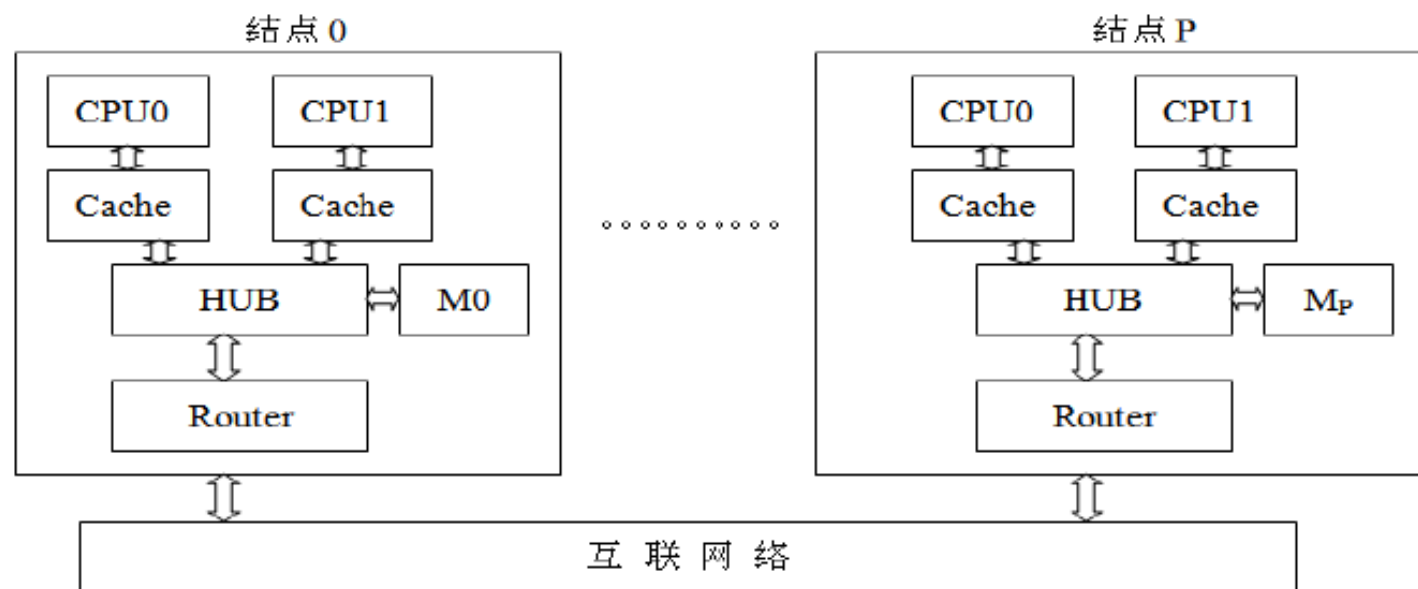 结点 0 结点 P
CPU0 CPU1 CPU0 CPU1
Cache Cache Cache Cache
HUB M0 HUB MP
Router Router
互 联 网 络